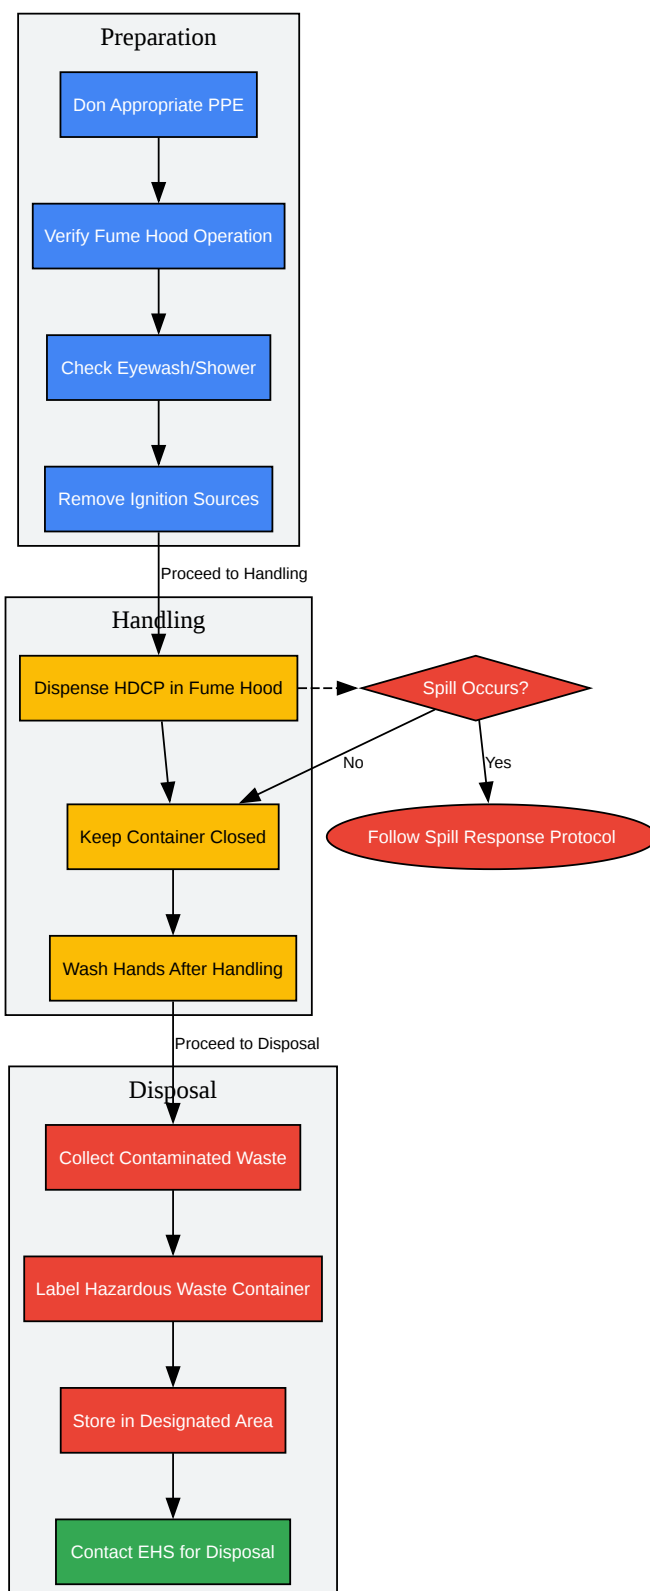 Preparation
Don Appropriate PPE
Verify Fume Hood Operation
Check Eyewash/Shower
Remove Ignition Sources
Proceed to Handling
Handling
Dispense HDCP in Fume Hood
Spill Occurs?
No
Yes
Keep Container Closed
Follow Spill Response Protocol
Wash Hands After Handling
Proceed to Disposal
Disposal
Collect Contaminated Waste
Label Hazardous Waste Container
Store in Designated Area
Contact EHS for Disposal